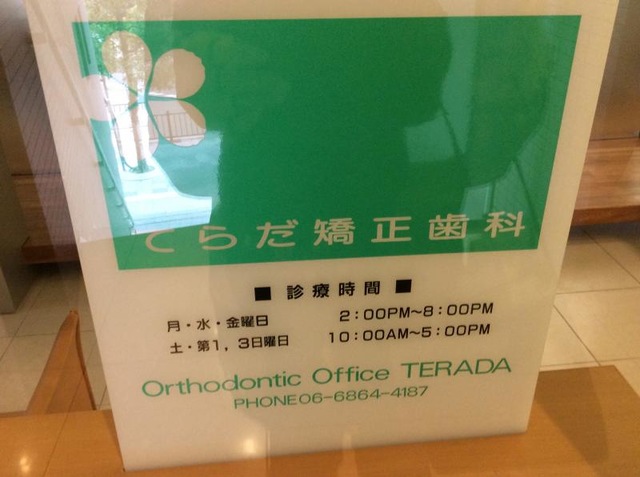 てらだ矯正歯科
■ 診療時間 ■
月・水・金曜日 2:00PM~8:00PM
土・第1,3日曜日 10:00AM~5:00PM
Orthodontic Office TERADA
PHONE06-6864-4187